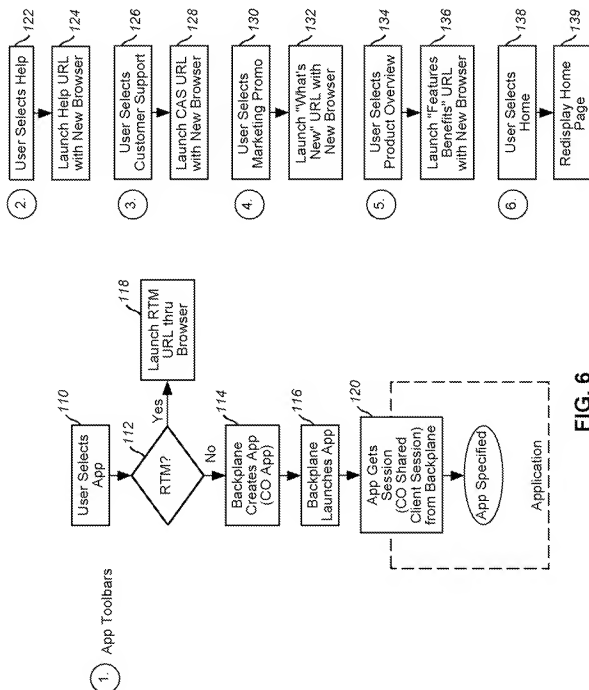 1.
App Toolbars
110
User Selects
App
112
RTM?
Yes
118
Launch RTM
URL thru
Browser
No
114
Backplane
Creates App
(CO App)
116
Backplane
Launches App
120
App Gets
Session
(CO Shared
Client Session)
from Backplane
App Specified
Application
2.
122
User Selects Help
124
Launch Help URL
with New Browser
3.
126
User Selects
Customer Support
128
Launch CAS URL
with New Browser
4.
130
User Selects
Marketing Promo
132
Launch "What's
New" URL with
New Browser
5.
134
User Selects
Product Overview
136
Launch "Features
Benefits" URL
with New Browser
6.
138
User Selects
Home
139
Redisplay Home
Page
FIG. 6